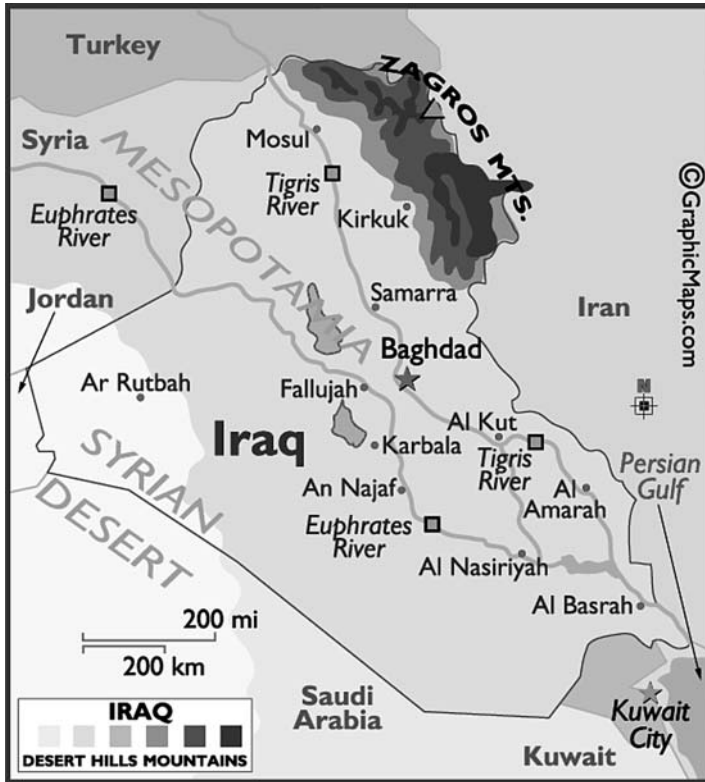 Turkey
ZAGROS MTS.
Syria
Mosul
MESOPOTAMIA
Tigris
River
Euphrates
River
Kirkuk
©GraphicMaps.com
Jordan
Samarra
Iran
Baghdad
Ar Rutbah
Fallujah
N
Iraq
Al Kut
Karbala
Tigris
River
Persian
Gulf
SYRIAN
DESERT
An Najaf
Al
Amarah
Euphrates
River
Al Nasiriyah
Al Basrah
200 mi
200 km
Saudi
Arabia
Kuwait
City
Kuwait
IRAQ
DESERT HILLS MOUNTAINS